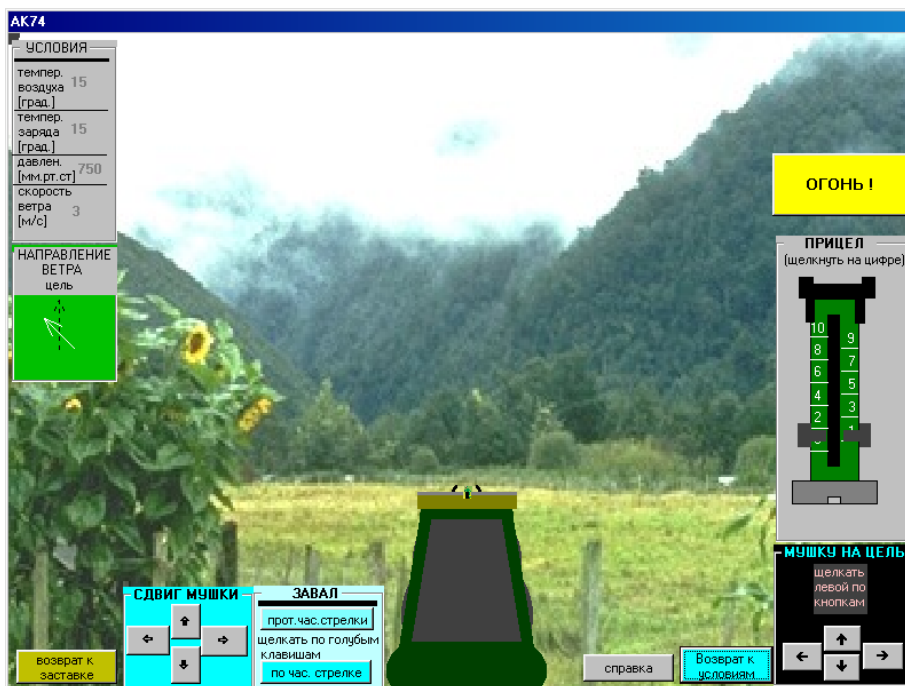 АК74
УСЛОВИЯ
темпер.
воздуха 15
[град.]
темпер.
заряда 15
[град.]
давлен.
[мм.рт.ст] 750
скорость
ветра 3
[м/с]
НАПРАВЛЕНИЕ
ВЕТРА
цель
ОГОНЬ !
ПРИЦЕЛ
(щелкнуть на цифре)
10
9
8
7
6
5
4
3
2
1
СДВИГ МУШКИ
ЗАВАЛ
прот.час.стрелки
щелкать по голубым
клавишам
по час. стрелке
МУШКУ НА ЦЕЛЬ
щелкать
левой по
кнопкам
возврат к
заставке
справка
Возврат к
условиям